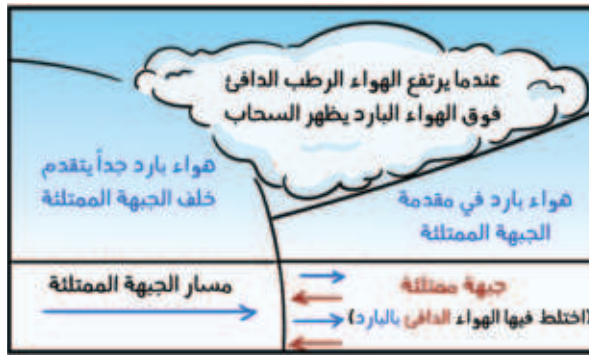 عندما يرتفع الهواء الرطب الدافئ
فوق الهواء البارد يظهر السحاب
هواء بارد جداً يتقدم
خلف الجبهة الممتلئة
هواء بارد في مقدمة
الجبهة الممتلئة
جبهة ممتلئة
(اختلط فيها الهواء الدافئ بالبارد)
مسار الجبهة الممتلئة